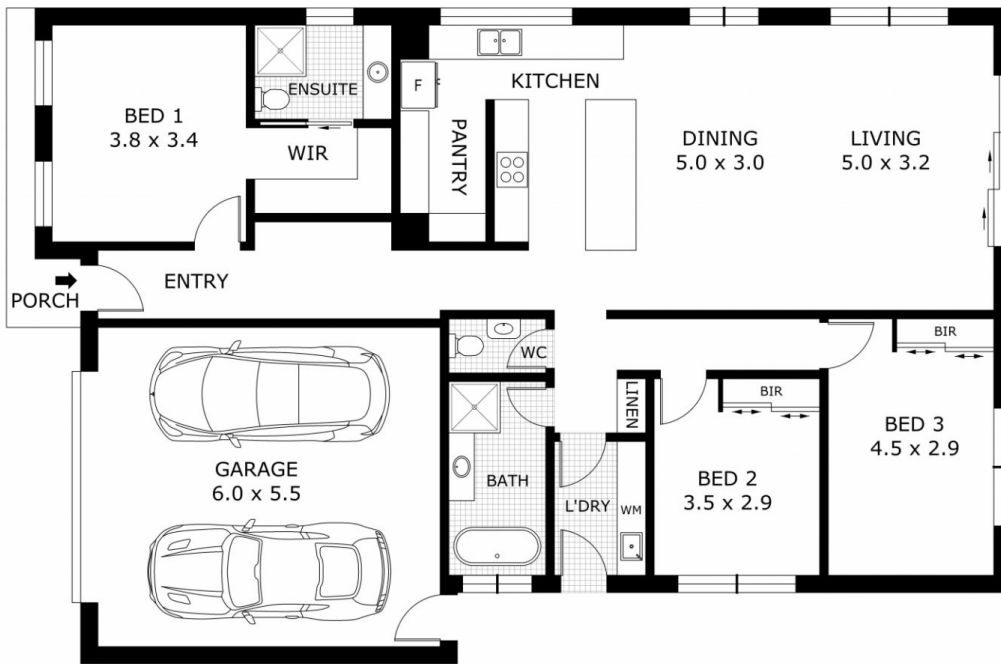 BED 1
3.8 x 3.4
ENSUITE
WIR
F
KITCHEN
PANTRY
DINING
5.0 x 3.0
LIVING
5.0 x 3.2
PORCH
ENTRY
WC
LINEN
BIR
BIR
BED 3
4.5 x 2.9
GARAGE
6.0 x 5.5
BATH
L'DRY
WM
BED 2
3.5 x 2.9